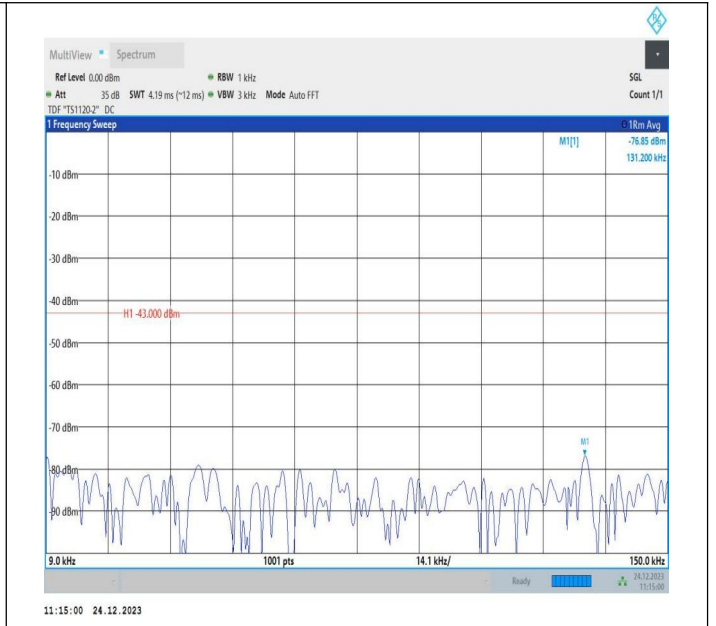 MultiView Spectrum
Ref Level 0.00 dBm RBW 1 kHz SGL
Att 35 dB SWT 4.19 ms (~12 ms) VBW 3 kHz Mode Auto FFT Count 1/1
TDF "TS1120-2" DC
1 Frequency Sweep 1Rm Avg
M1[1] -76.85 dBm
131.200 kHz
-10 dBm
-20 dBm
-30 dBm
-40 dBm
H1 -43.000 dBm
-50 dBm
-60 dBm
-70 dBm
M1
-80 dBm
-90 dBm
9.0 kHz 1001 pts 14.1 kHz/ 150.0 kHz
Ready 24.12.2023
11:15:00
11:15:00 24.12.2023